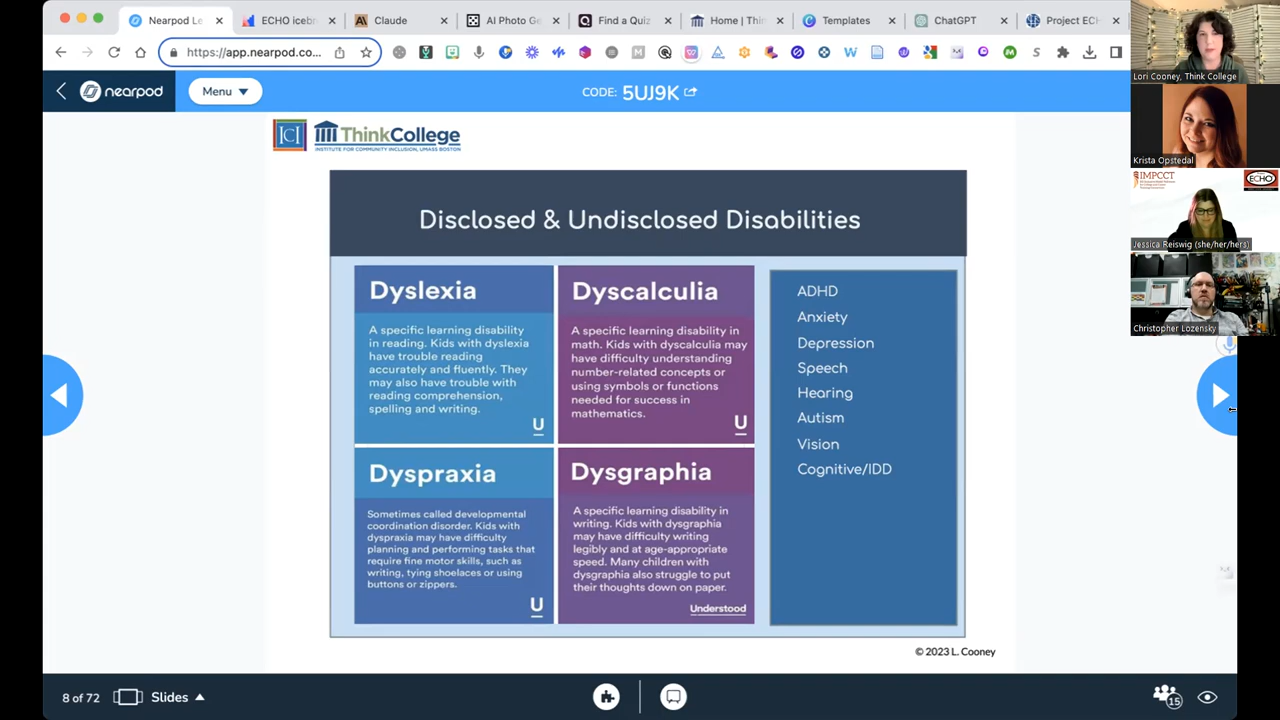 Nearpod Le
ECHO icebr
Claude
AI Photo Ge
Find a Quiz
Home | Thin
Templates
ChatGPT
Project ECH
https://app.nearpod.co...
nearpod
Menu
CODE: 5UJ9K
ICI
ThinkCollege
INSTITUTE FOR COMMUNITY INCLUSION, UMASS BOSTON
Disclosed & Undisclosed Disabilities
Dyslexia
A specific learning disability
in reading. Kids with dyslexia
have trouble reading
accurately and fluently. They
may also have trouble with
reading comprehension,
spelling and writing.
U
Dyscalculia
A specific learning disability in
math. Kids with dyscalculia may
have difficulty understanding
number-related concepts or
using symbols or functions
needed for success in
mathematics.
U
Dyspraxia
Sometimes called developmental
coordination disorder. Kids with
dyspraxia may have difficulty
planning and performing tasks that
require fine motor skills, such as
writing, tying shoelaces or using
buttons or zippers.
U
Dysgraphia
A specific learning disability in
writing. Kids with dysgraphia
may have difficulty writing
legibly and at age-appropriate
speed. Many children with
dysgraphia also struggle to put
their thoughts down on paper.
Understood
ADHD
Anxiety
Depression
Speech
Hearing
Autism
Vision
Cognitive/IDD
© 2023 L. Cooney
8 of 72
Slides
15
Lori Cooney, Think College
Krista Opstedal
IMPCCT
ECHO
Jessica Reiswig (she/her/hers)
Christopher Lozensky